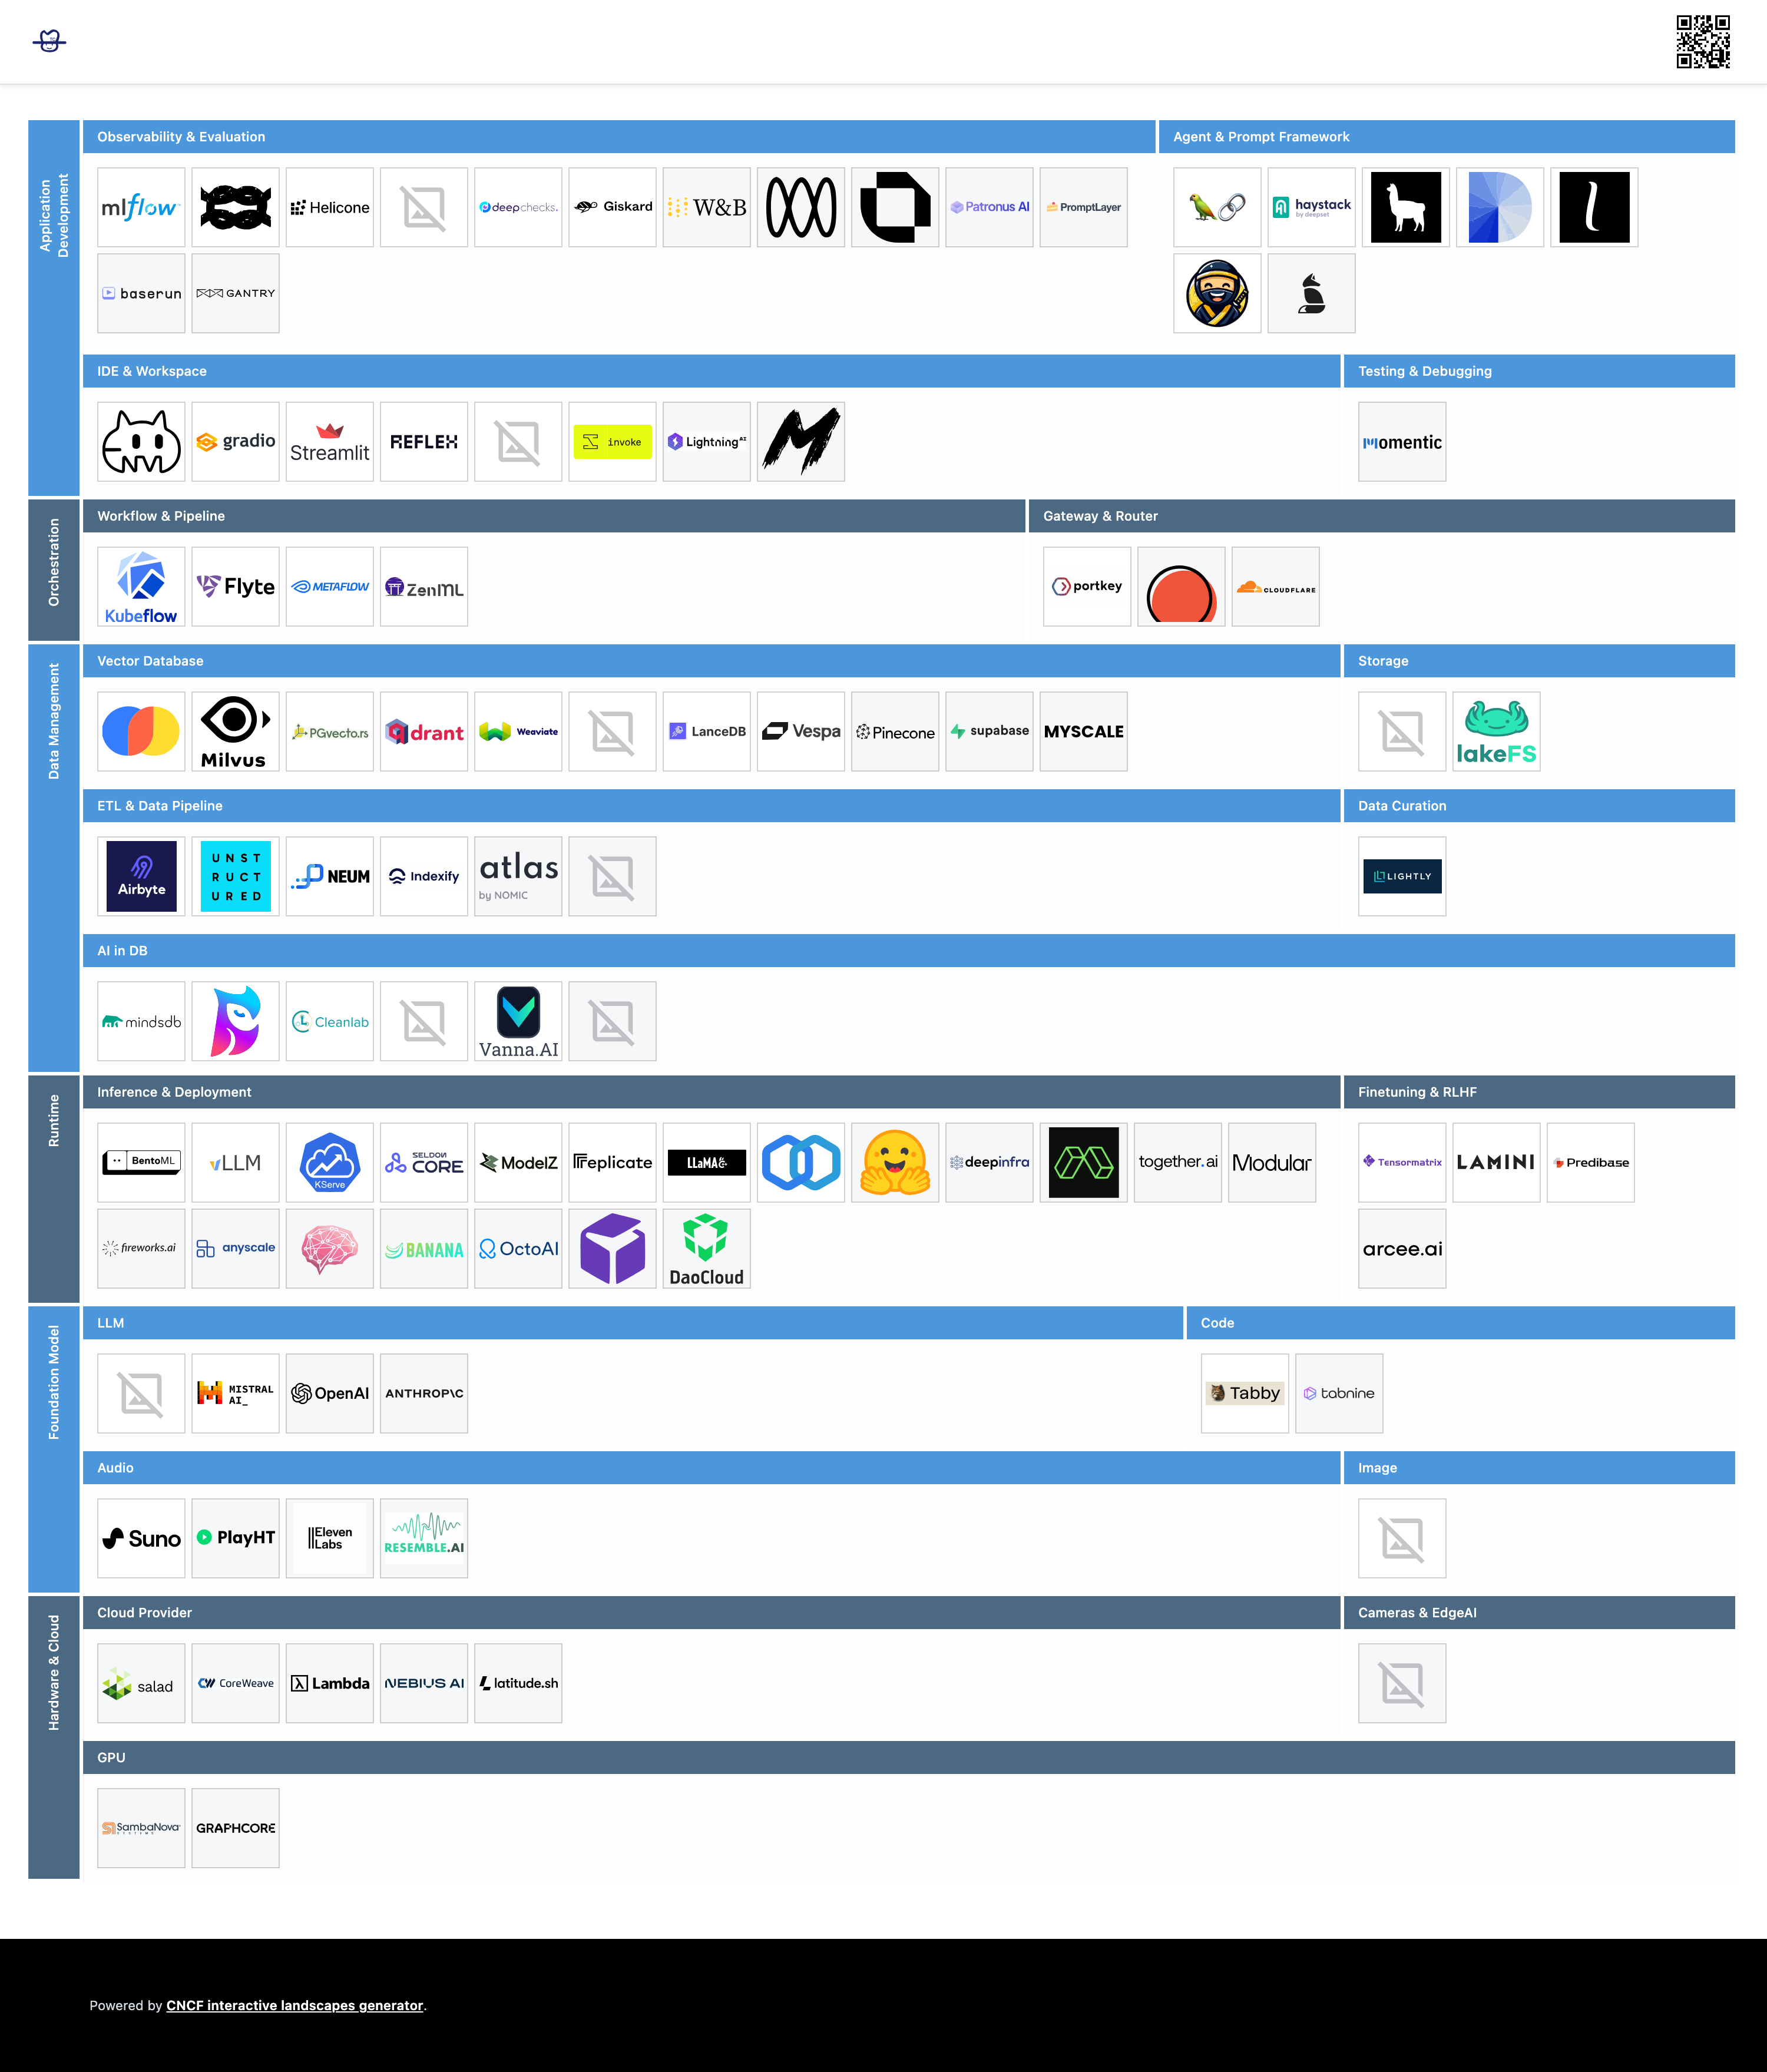 Application
Development
Observability & Evaluation
Agent & Prompt Framework
mlflow
Helicone
deepchecks.
Giskard
W&B
Patronus AI
PromptLayer
haystack
by deepset
baserun
GANTRY
IDE & Workspace
Testing & Debugging
gradio
Streamlit
REFLEX
invoke
Lightning AI
momentic
Orchestration
Workflow & Pipeline
Gateway & Router
Kubeflow
Flyte
METAFLOW
ZenML
portkey
CLOUDFLARE
Data Management
Vector Database
Storage
Milvus
PGvecto.rs
qdrant
Weaviate
LanceDB
Vespa
Pinecone
supabase
MYSCALE
lakeFS
ETL & Data Pipeline
Data Curation
Airbyte
UNST
RUCT
URED
NEUM
Indexify
atlas
by NOMIC
LIGHTLY
AI in DB
mindsdb
Cleanlab
Vanna.AI
Runtime
Inference & Deployment
Finetuning & RLHF
BentoML
vLLM
KServe
SELDON
CORE
ModelZ
Replicate
deepinfra
together.ai
Modular
Tensormatrix
LAMINI
Predibase
fireworks.ai
anyscale
BANANA
OctoAI
DaoCloud
arcee.ai
Foundation Model
LLM
Code
MISTRAL
AI_
OpenAI
ANTHROP\C
Tabby
tabnine
Audio
Image
Suno
PlayHT
IIEleven
Labs
RESEMBLE.AI
Hardware & Cloud
Cloud Provider
Cameras & EdgeAI
salad
CoreWeave
Lambda
NEBIUS AI
latitude.sh
GPU
SambaNova
SYSTEMS
GRAPHCORE
Powered by CNCF interactive landscapes generator.